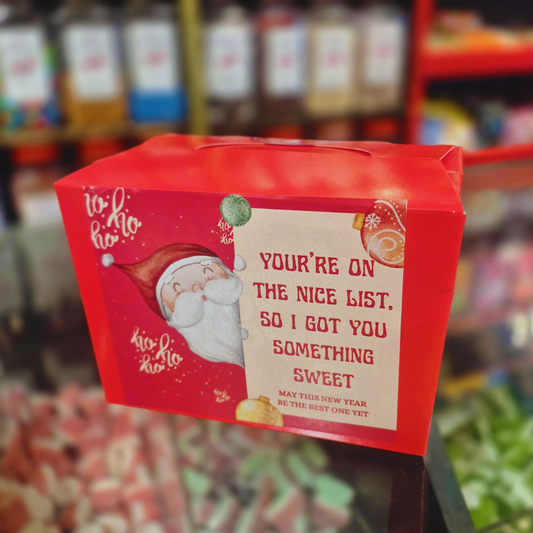 ho ho
ho
ho
ho
YOUR'RE ON
THE NICE LIST,
SO I GOT YOU
SOMETHING
SWEET
MAY THIS NEW YEAR
BE THE BEST ONE YET
ho ho
ho ho